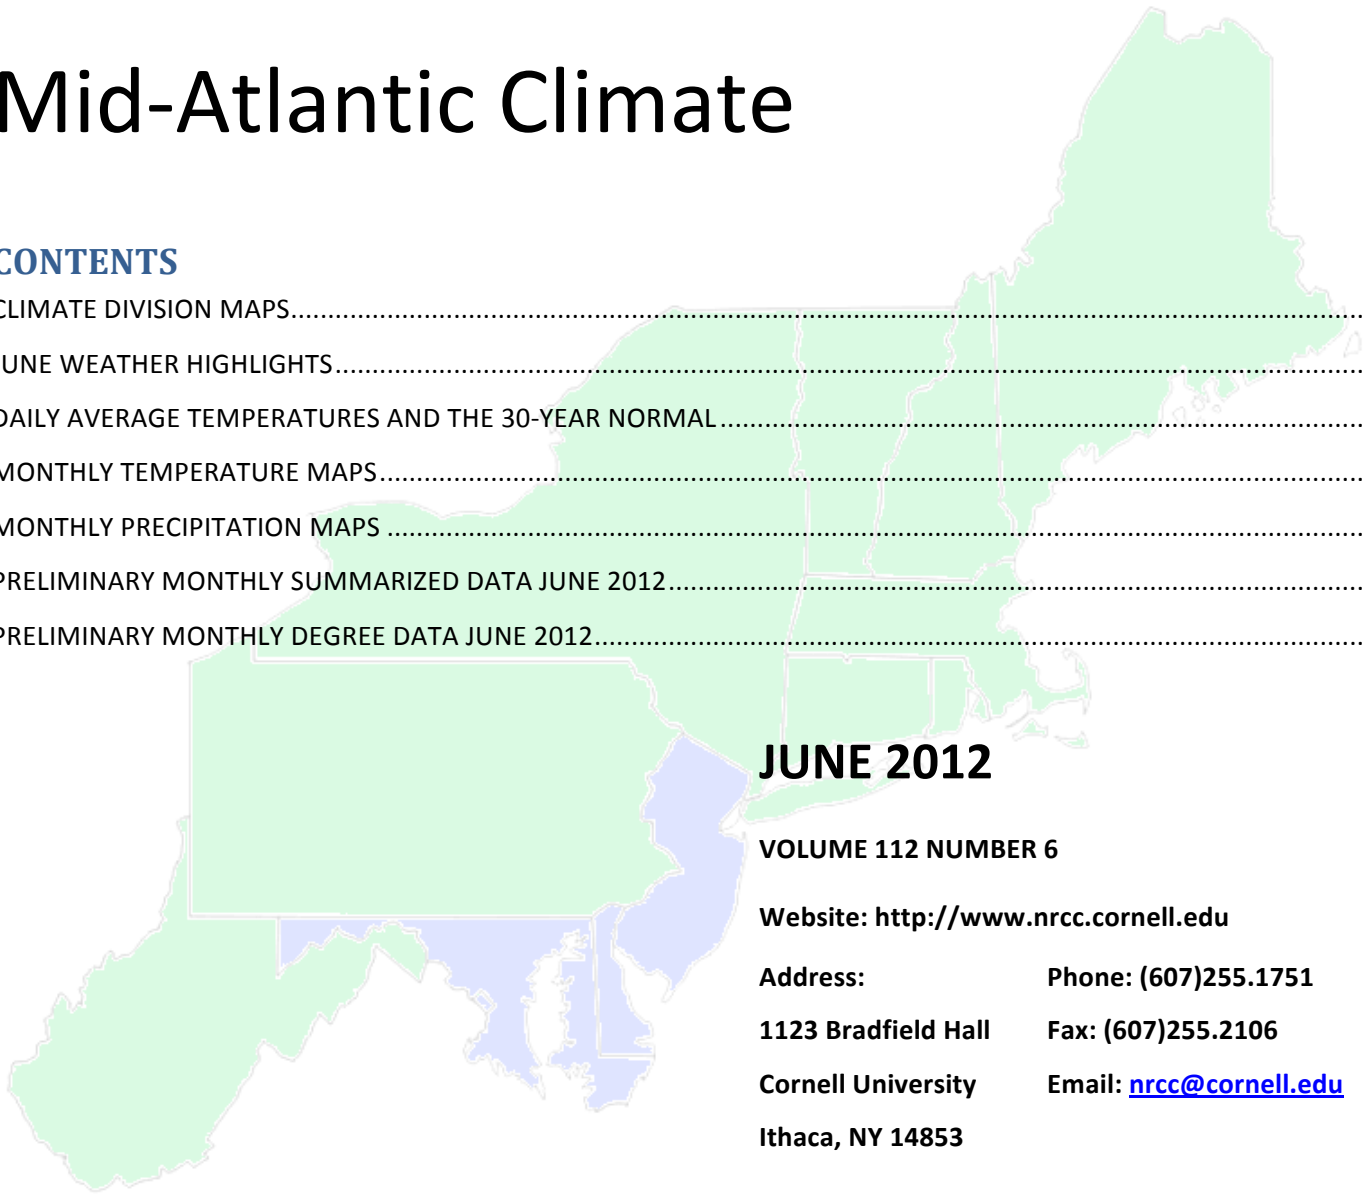 Mid-Atlantic Climate
CONTENTS
CLIMATE DIVISION MAPS
JUNE WEATHER HIGHLIGHTS
DAILY AVERAGE TEMPERATURES AND THE 30-YEAR NORMAL
MONTHLY TEMPERATURE MAPS
MONTHLY PRECIPITATION MAPS
PRELIMINARY MONTHLY SUMMARIZED DATA JUNE 2012
PRELIMINARY MONTHLY DEGREE DATA JUNE 2012
JUNE 2012
VOLUME 112 NUMBER 6
Website: http://www.nrcc.cornell.edu
Address: Phone: (607)255.1751
1123 Bradfield Hall Fax: (607)255.2106
Cornell University Email: nrcc@cornell.edu
Ithaca, NY 14853